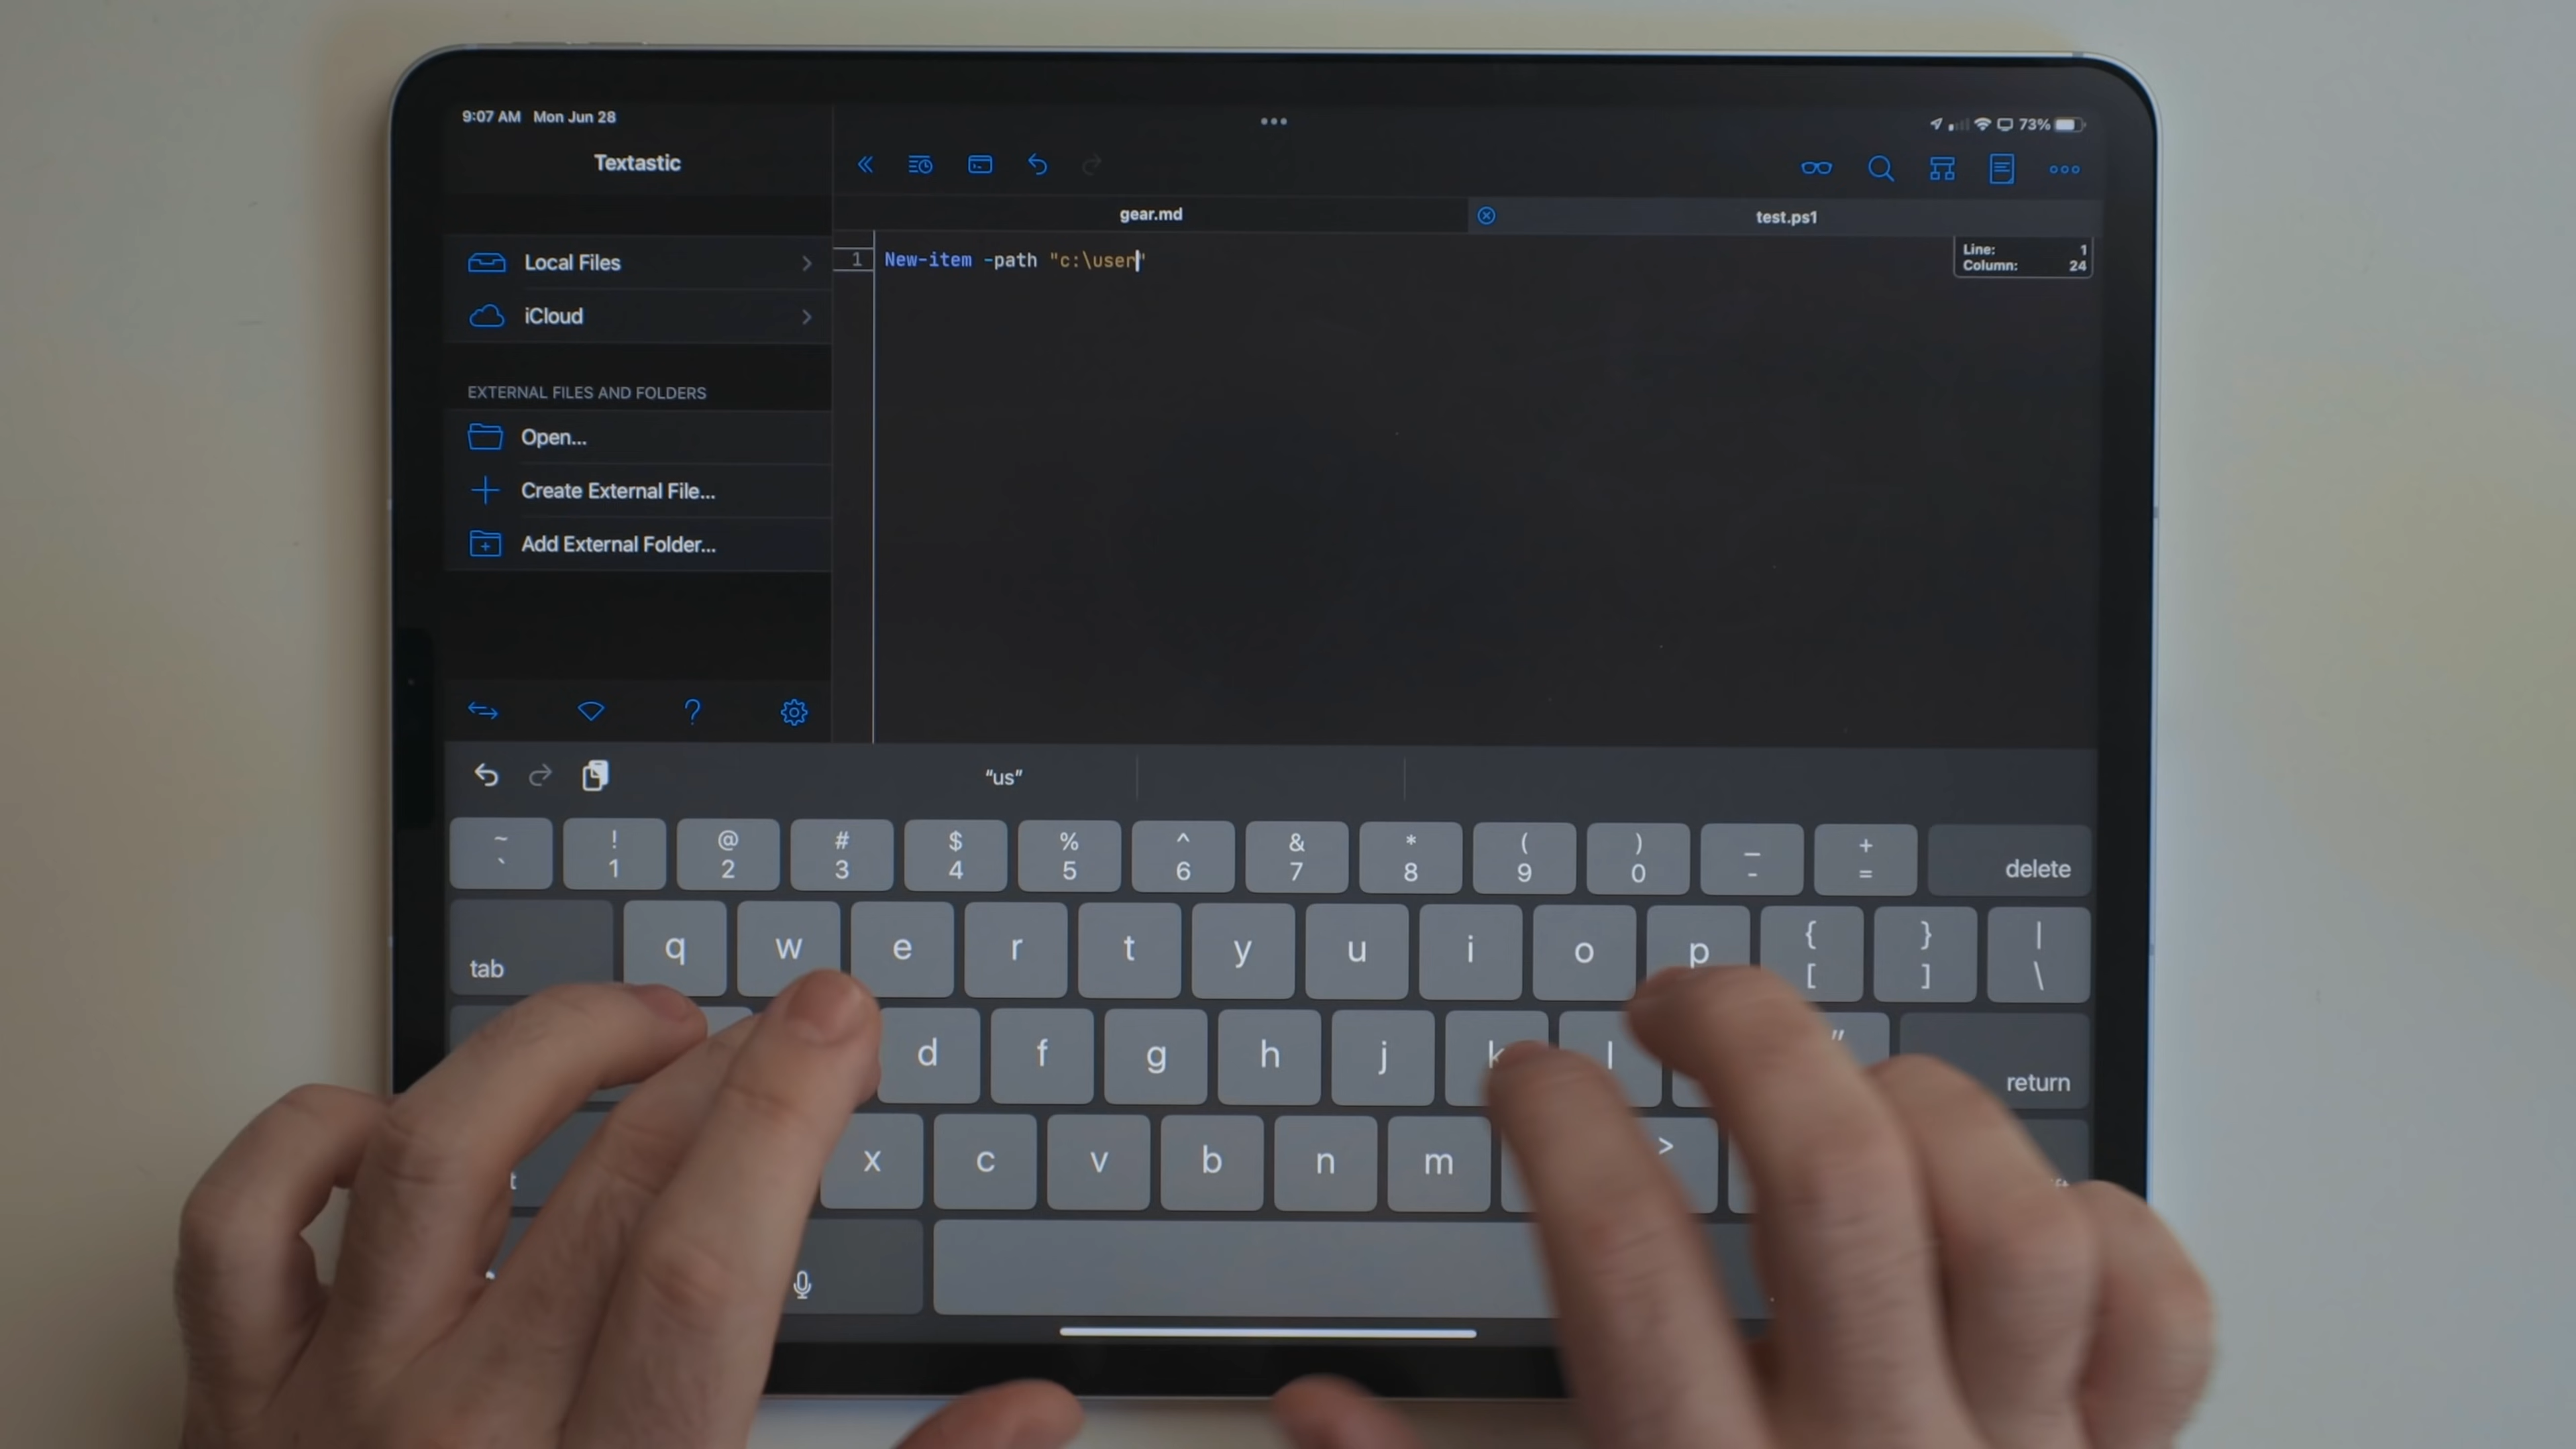 9:07 AM Mon Jun 28
73%
Textastic
gear.md
test.ps1
Local Files
iCloud
EXTERNAL FILES AND FOLDERS
Open...
Create External File...
Add External Folder...
1 New-item -path "c:\user"
Line: 1
Column: 24
“us”
~ ! @ # $ % ^ & * ( ) _ +
` 1 2 3 4 5 6 7 8 9 0 - = delete
tab q w e r t y u i o p { [ } ] | \
d f g h j k l " return
x c v b n m >